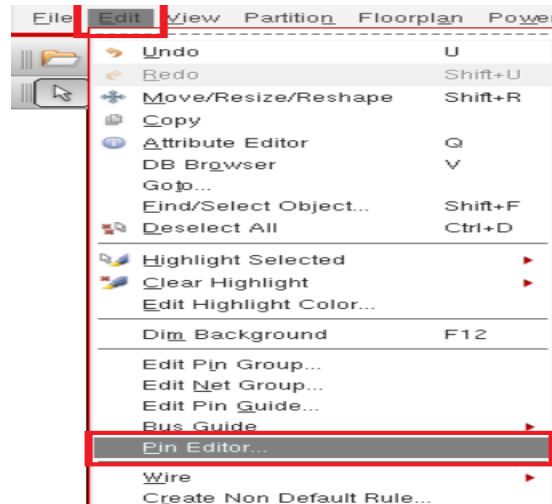 File Edit View Partition Floorplan Power
Undo U
Redo Shift+U
Move/Resize/Reshape Shift+R
Copy
Attribute Editor Q
DB Browser V
Goto...
Find/Select Object... Shift+F
Deselect All Ctrl+D
Highlight Selected
Clear Highlight
Edit Highlight Color...
Dim Background F12
Edit Pin Group...
Edit Net Group...
Edit Pin Guide...
Bus Guide
Pin Editor...
Wire
Create Non Default Rule...